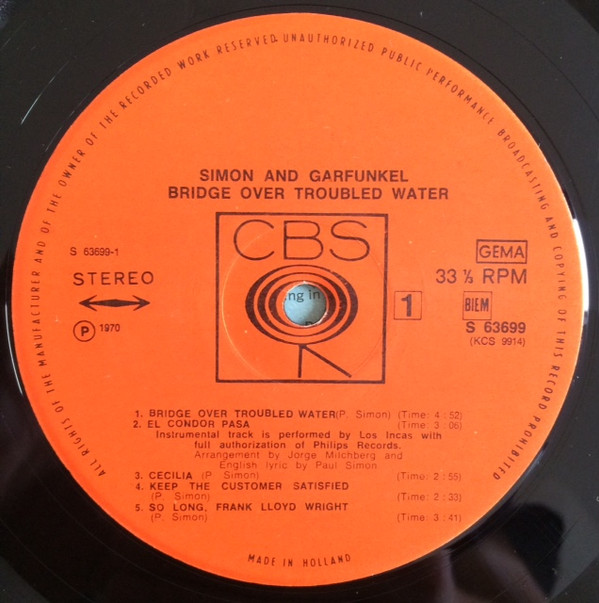 ALL RIGHTS OF THE MANUFACTURER AND OF THE OWNER OF THE RECORDED WORK RESERVED. UNAUTHORIZED PUBLIC PERFORMANCE BROADCASTING AND COPYING OF THIS RECORD PROHIBITED
SIMON AND GARFUNKEL
BRIDGE OVER TROUBLED WATER
CBS
S 63699-1
STEREO
Ⓟ 1970
ng in
1
GEMA
33 ⅓ RPM
BIEM
S 63699
(KCS 9914)
1. BRIDGE OVER TROUBLED WATER(P. Simon) (Time: 4:52)
2. EL CONDOR PASA (Time: 3:06)
Instrumental track is performed by Los Incas with
full authorization of Philips Records.
Arrangement by Jorge Milchberg and
English lyric by Paul Simon
3. CECILIA (P. Simon) (Time: 2:55)
4. KEEP THE CUSTOMER SATISFIED
(P. Simon) (Time: 2:33)
5. SO LONG, FRANK LLOYD WRIGHT
(P. Simon) (Time: 3:41)
MADE IN HOLLAND